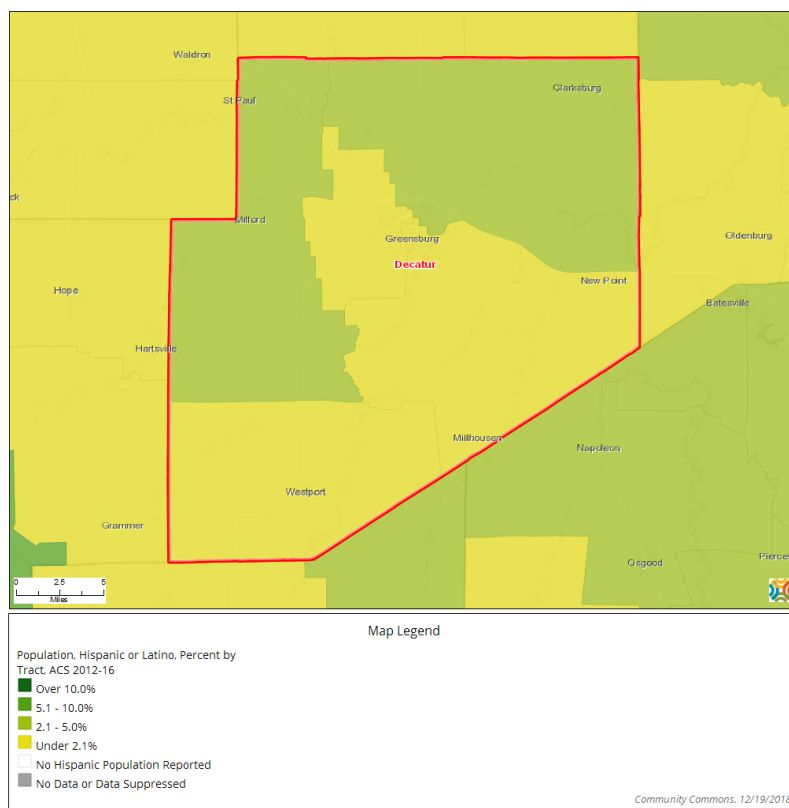 Waldron
Clarksburg
St Paul
ck
Milford
Oldenburg
Greensburg
Decatur
New Point
Hope
Batesville
Hartsville
Millhousen
Napoleon
Westport
Grammer
Pierce
Osgood
0 2.5 5
Miles
Map Legend
Population, Hispanic or Latino, Percent by
Tract, ACS 2012-16
Over 10.0%
5.1 - 10.0%
2.1 - 5.0%
Under 2.1%
No Hispanic Population Reported
No Data or Data Suppressed
Community Commons, 12/19/2018